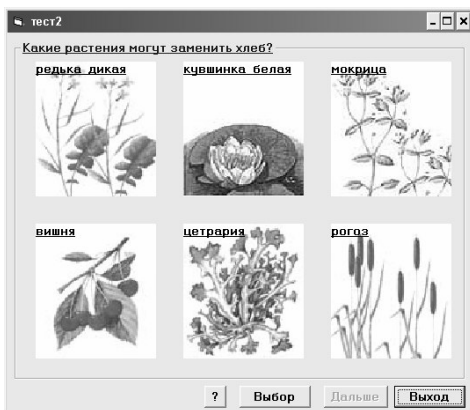 тест2
Какие растения могут заменить хлеб?
редька дикая кувшинка белая мокрица
вишня цетрария рогоз
? Выбор Дальше Выход